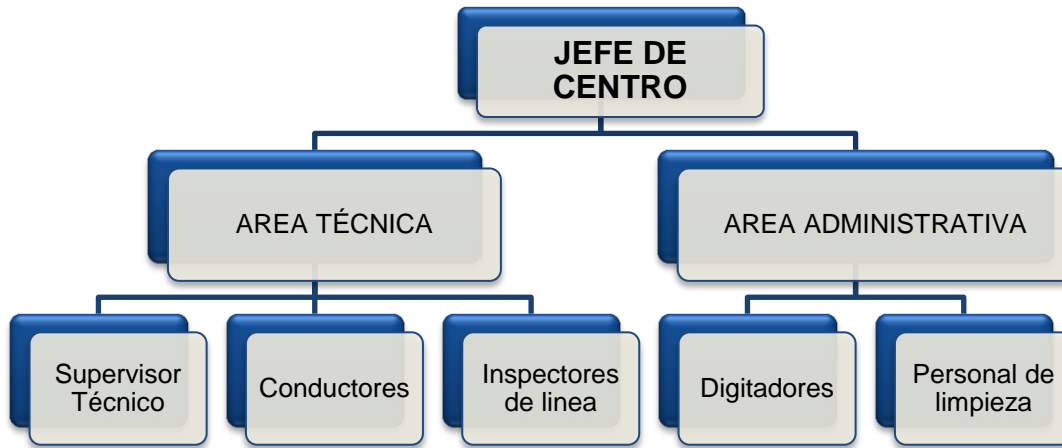 JEFE DE
CENTRO
AREA TÉCNICA
AREA ADMINISTRATIVA
Supervisor
Técnico
Conductores
Inspectores
de linea
Digitadores
Personal de
limpieza